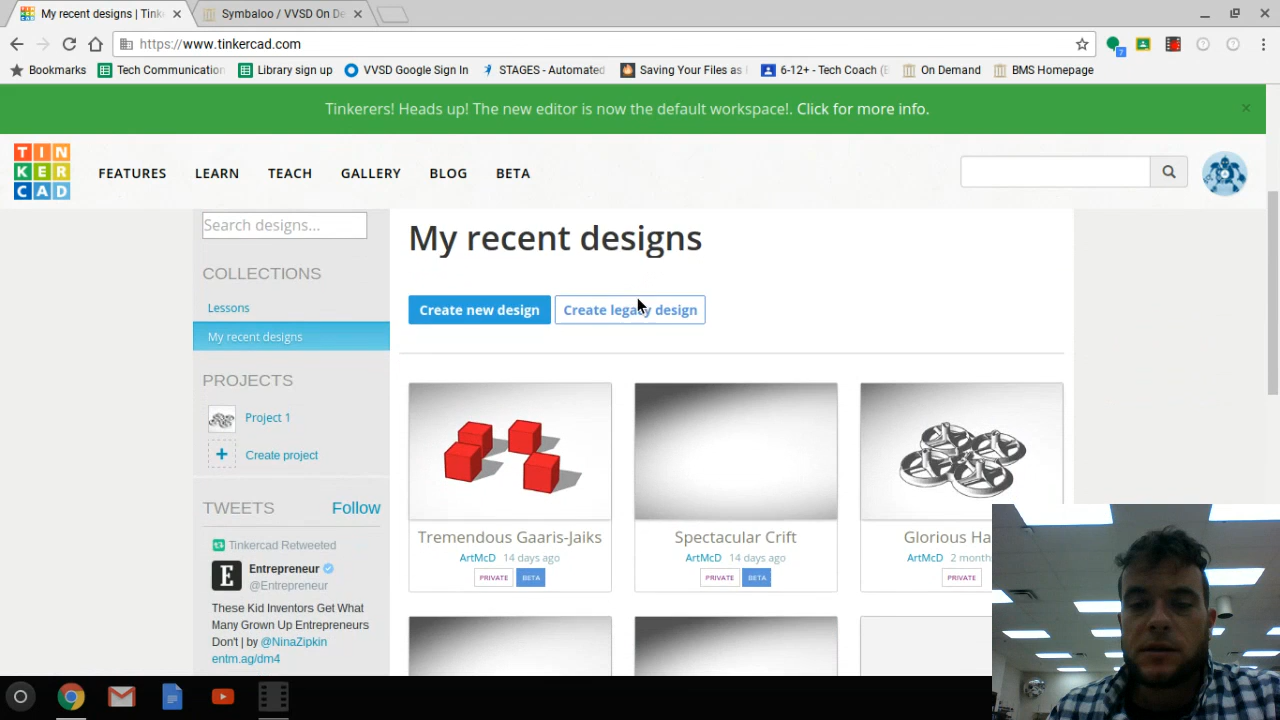 My recent designs | Tink
Symbaloo / VVSD On De
https://www.tinkercad.com
7
Bookmarks
Tech Communication
Library sign up
VVSD Google Sign In
STAGES - Automated
Saving Your Files as
6-12+ - Tech Coach (E
On Demand
BMS Homepage
Tinkerers! Heads up! The new editor is now the default workspace!. Click for more info.
TIN
KER
CAD
FEATURES
LEARN
TEACH
GALLERY
BLOG
BETA
Search designs...
COLLECTIONS
Lessons
My recent designs
PROJECTS
Project 1
Create project
TWEETS
Follow
Tinkercad Retweeted
E
Entrepreneur
@Entrepreneur
These Kid Inventors Get What
Many Grown Up Entrepreneurs
Don't | by @NinaZipkin
entm.ag/dm4
My recent designs
Create new design
Create legacy design
Tremendous Gaaris-Jaiks
ArtMcD 14 days ago
PRIVATE BETA
Spectacular Crift
ArtMcD 14 days ago
PRIVATE BETA
Glorious Ha
ArtMcD 2 month
PRIVATE